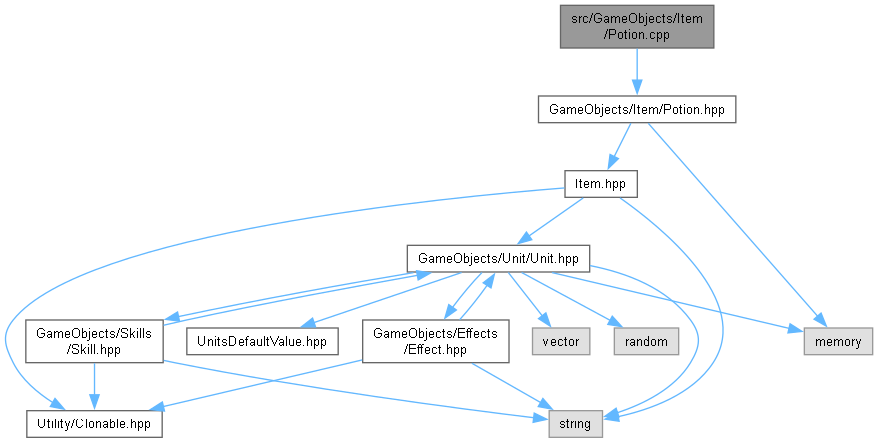 src/GameObjects/Item
/Potion.cpp
GameObjects/Item/Potion.hpp
Item.hpp
GameObjects/Unit/Unit.hpp
GameObjects/Skills
/Skill.hpp
UnitsDefaultValue.hpp
GameObjects/Effects
/Effect.hpp
vector
random
memory
Utility/Clonable.hpp
string